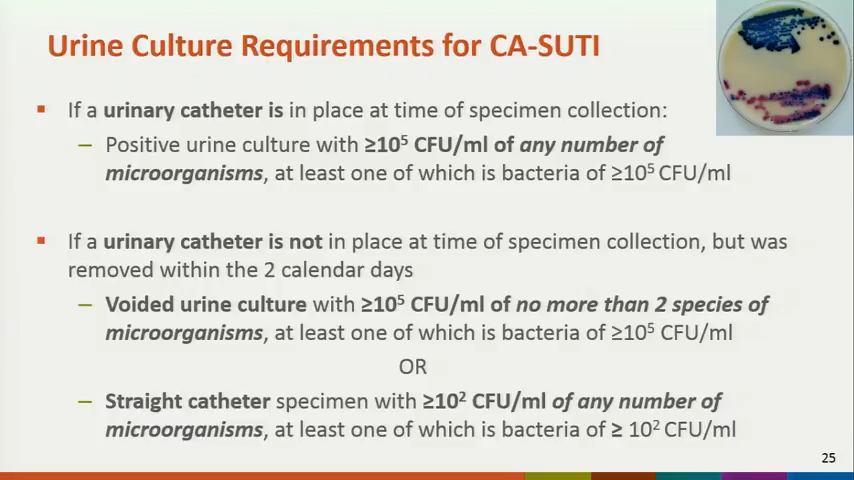 Urine Culture Requirements for CA-SUTI
▪ If a urinary catheter is in place at time of specimen collection:
– Positive urine culture with ≥10⁵ CFU/ml of any number of
microorganisms, at least one of which is bacteria of ≥10⁵ CFU/ml
▪ If a urinary catheter is not in place at time of specimen collection, but was
removed within the 2 calendar days
– Voided urine culture with ≥10⁵ CFU/ml of no more than 2 species of
microorganisms, at least one of which is bacteria of ≥10⁵ CFU/ml
OR
– Straight catheter specimen with ≥10² CFU/ml of any number of
microorganisms, at least one of which is bacteria of ≥ 10² CFU/ml
25